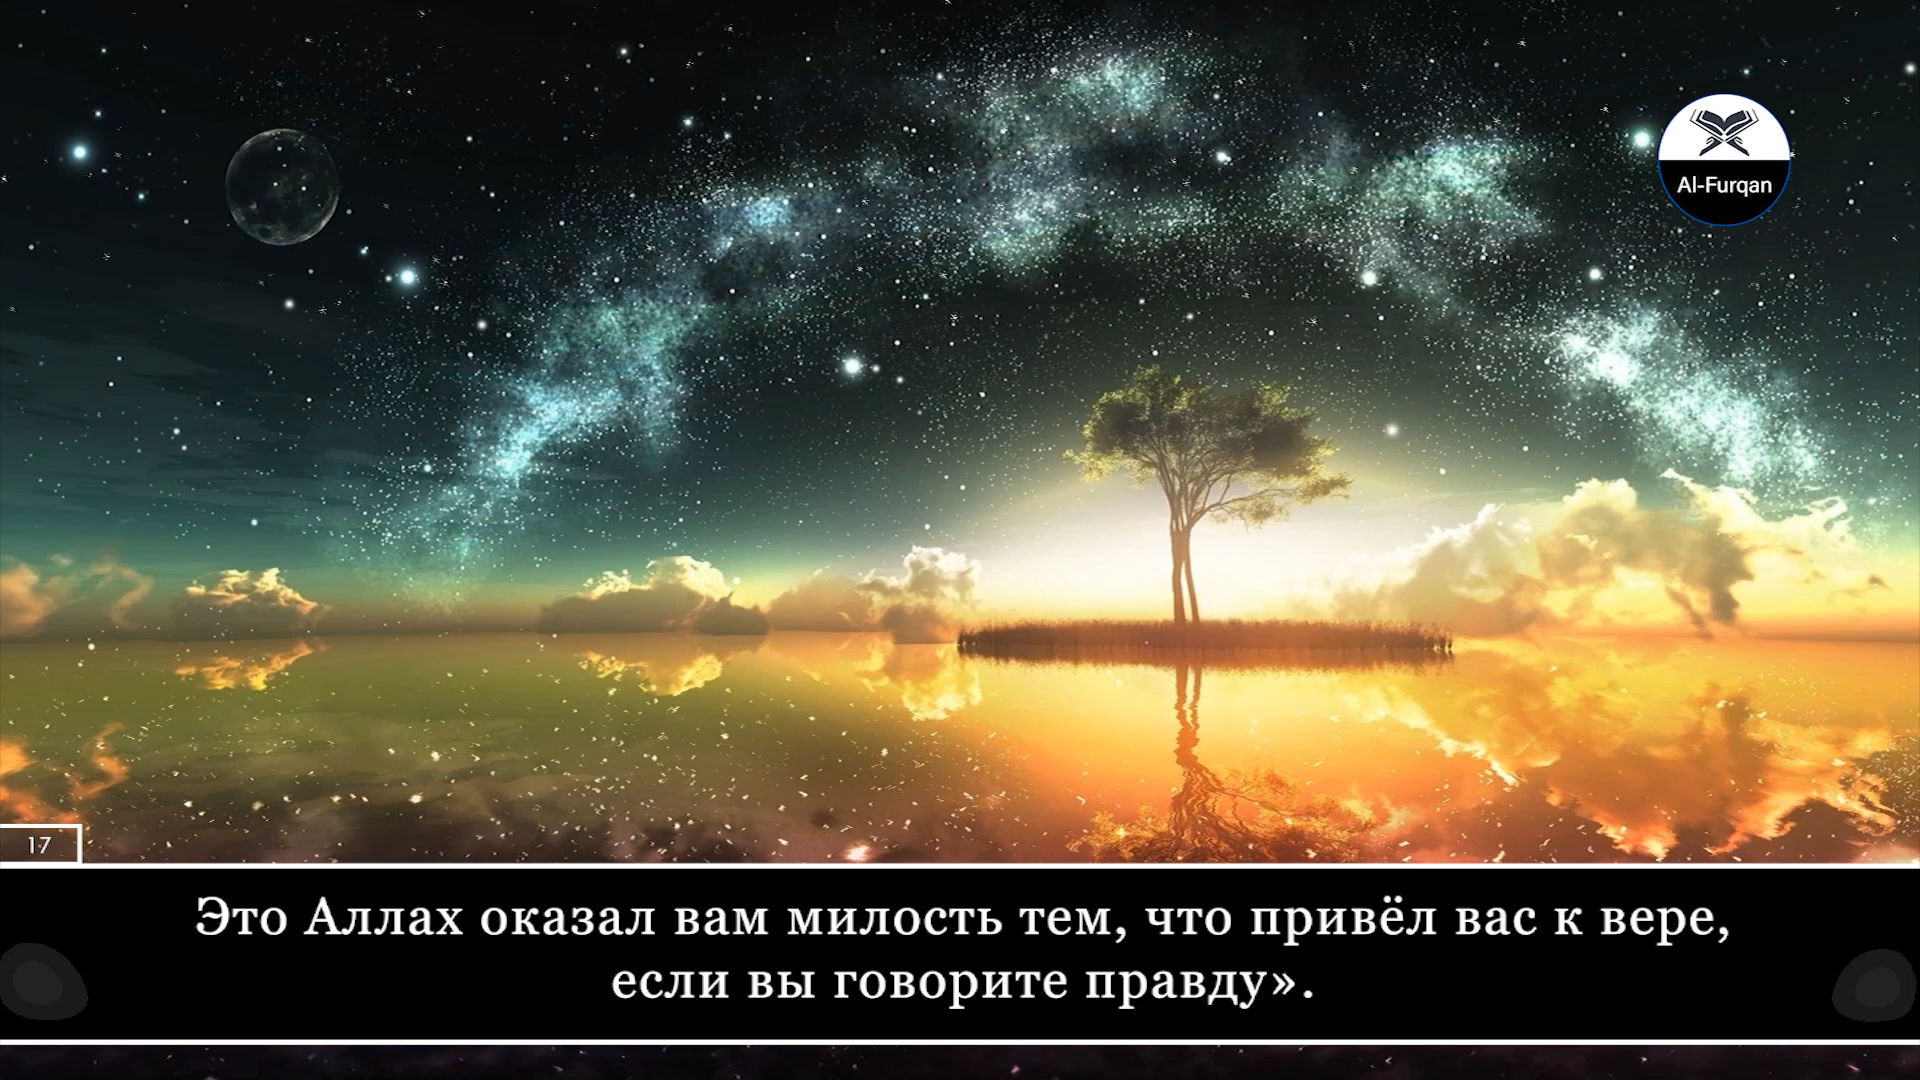 Al-Furqan
17
Это Аллах оказал вам милость тем, что привёл вас к вере,
если вы говорите правду».